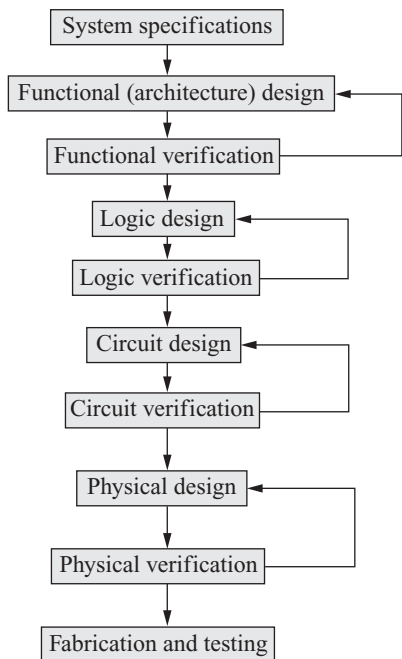 System specifications
Functional (architecture) design
Functional verification
Logic design
Logic verification
Circuit design
Circuit verification
Physical design
Physical verification
Fabrication and testing